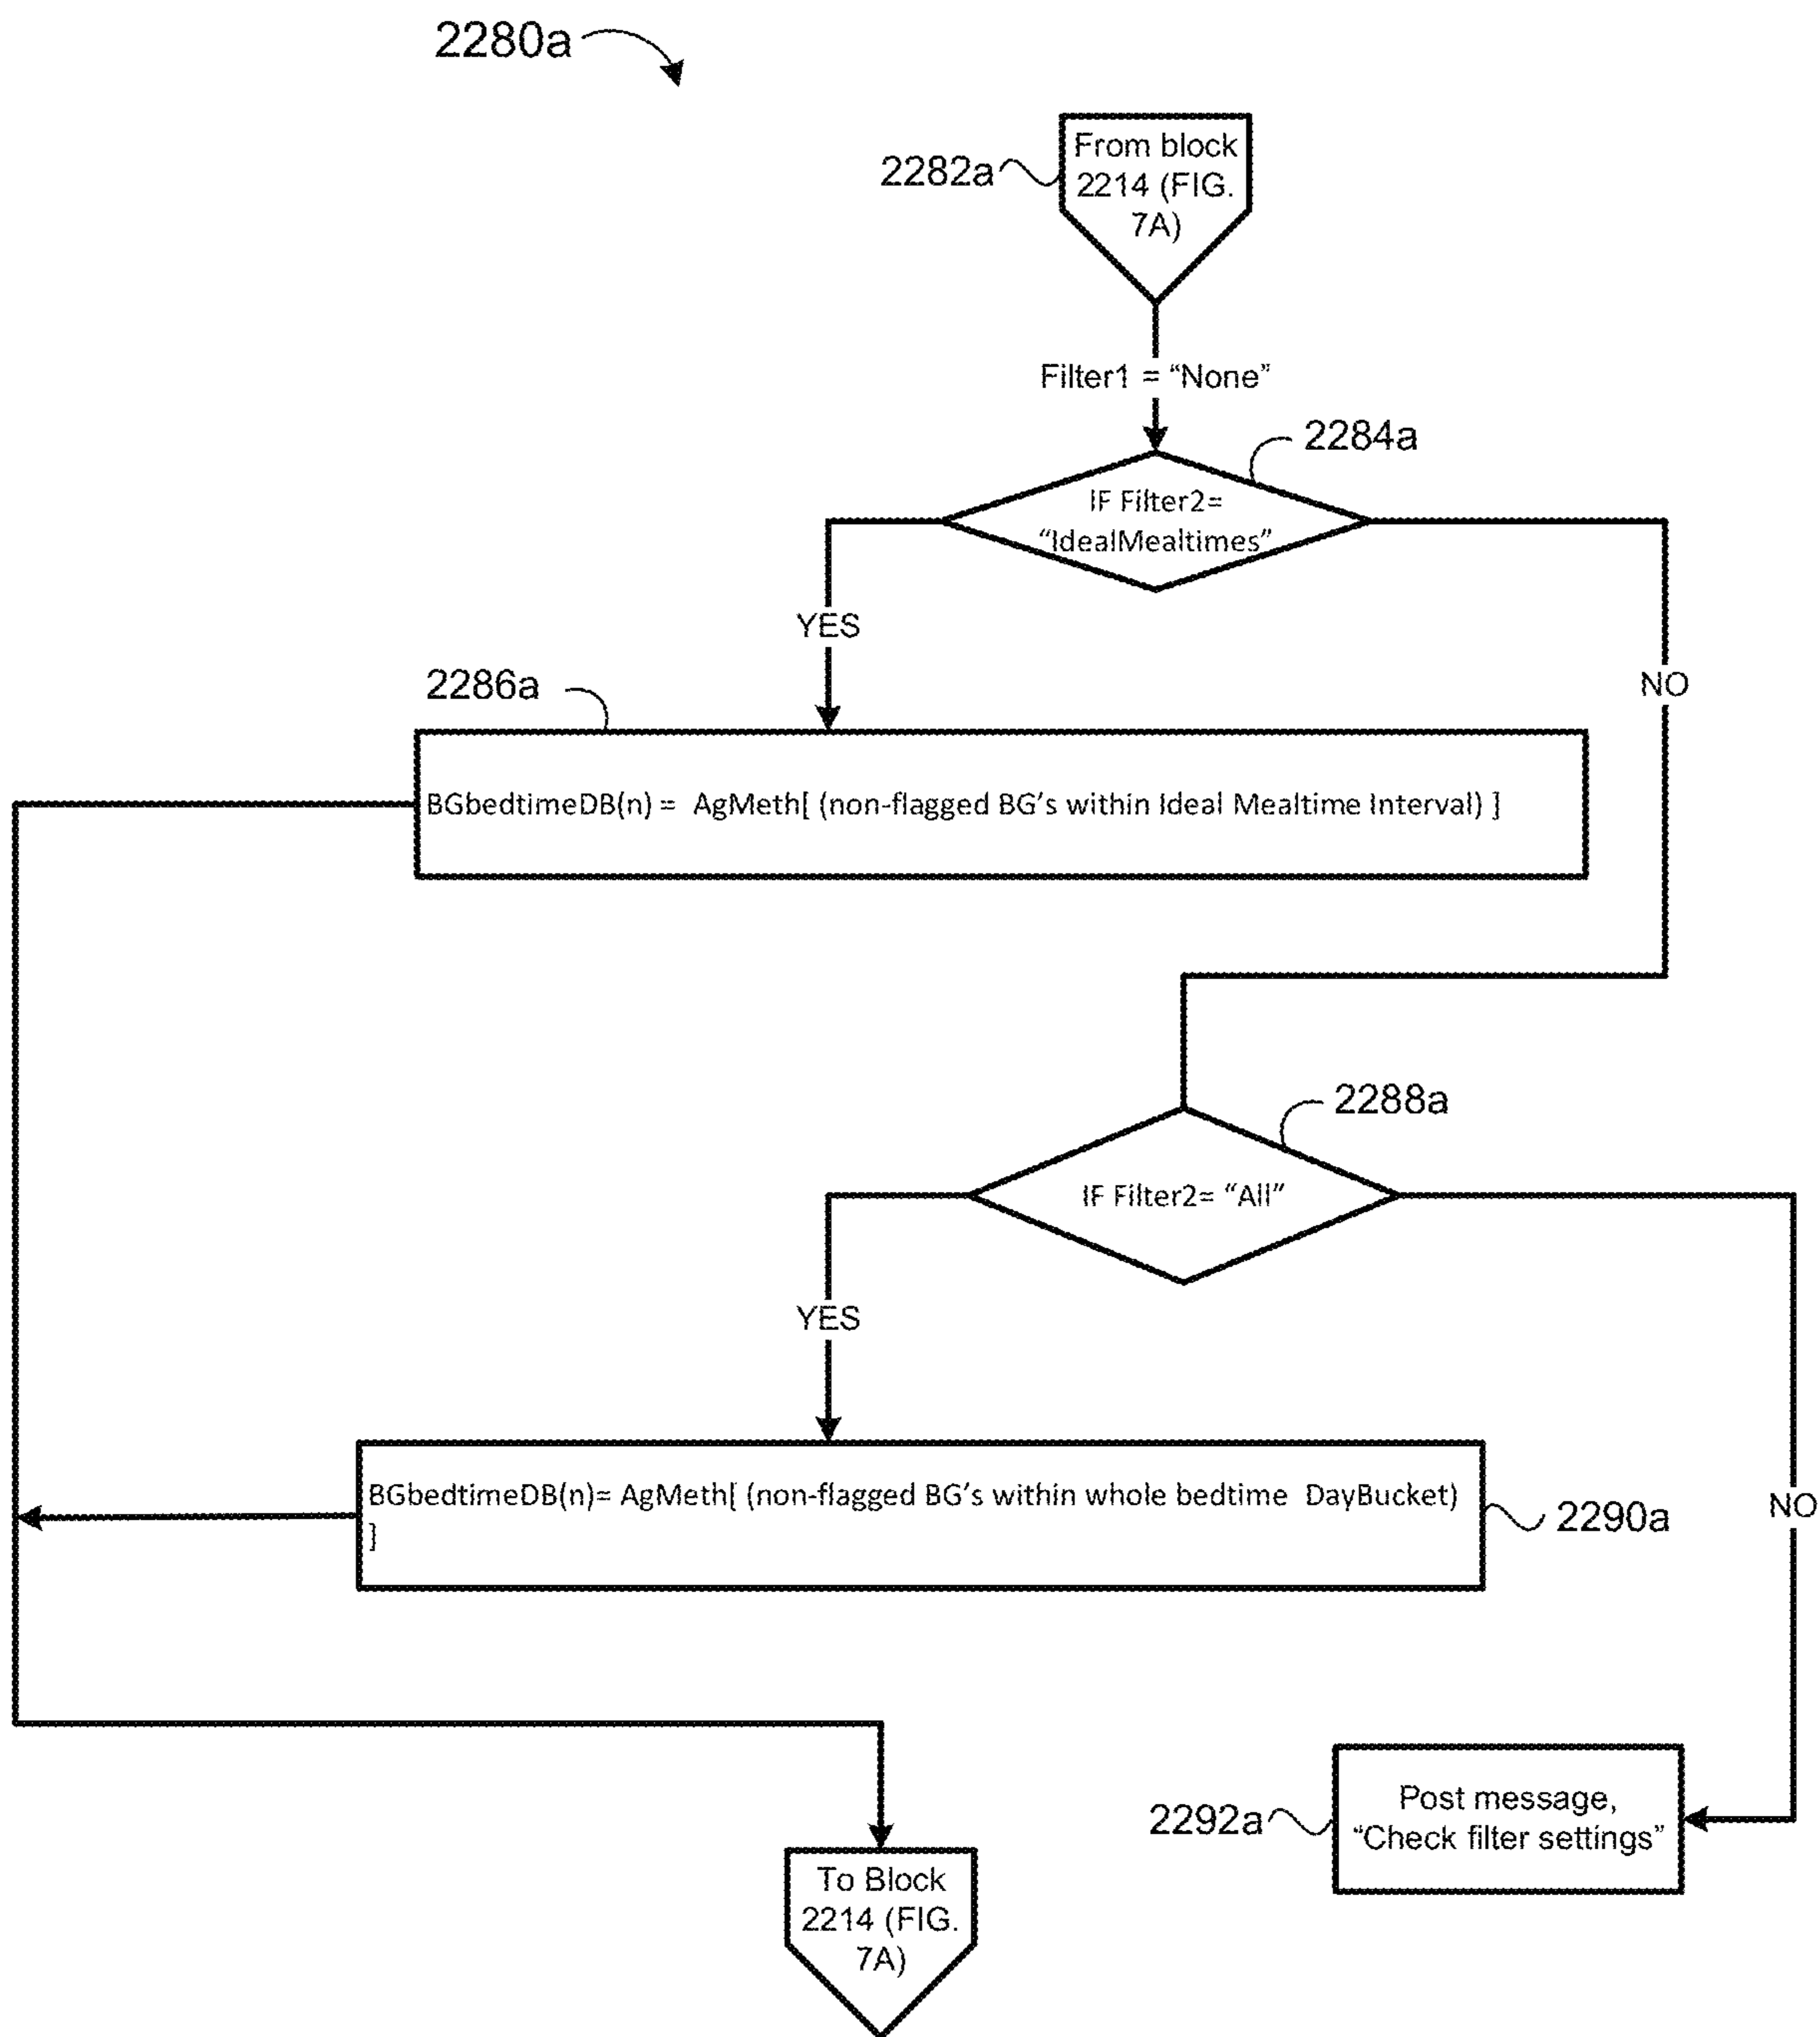 2280a
2282a
From block
2214 (FIG.
7A)
Filter1 = “None”
2284a
IF Filter2=
“IdealMealtimes”
YES
NO
2286a
BGbedtimeDB(n) = AgMeth[ (non-flagged BG’s within Ideal Mealtime Interval) ]
2288a
IF Filter2= “All”
YES
NO
BGbedtimeDB(n)= AgMeth[ (non-flagged BG’s within whole bedtime DayBucket)
]
2290a
2292a
Post message,
“Check filter settings”
To Block
2214 (FIG.
7A)